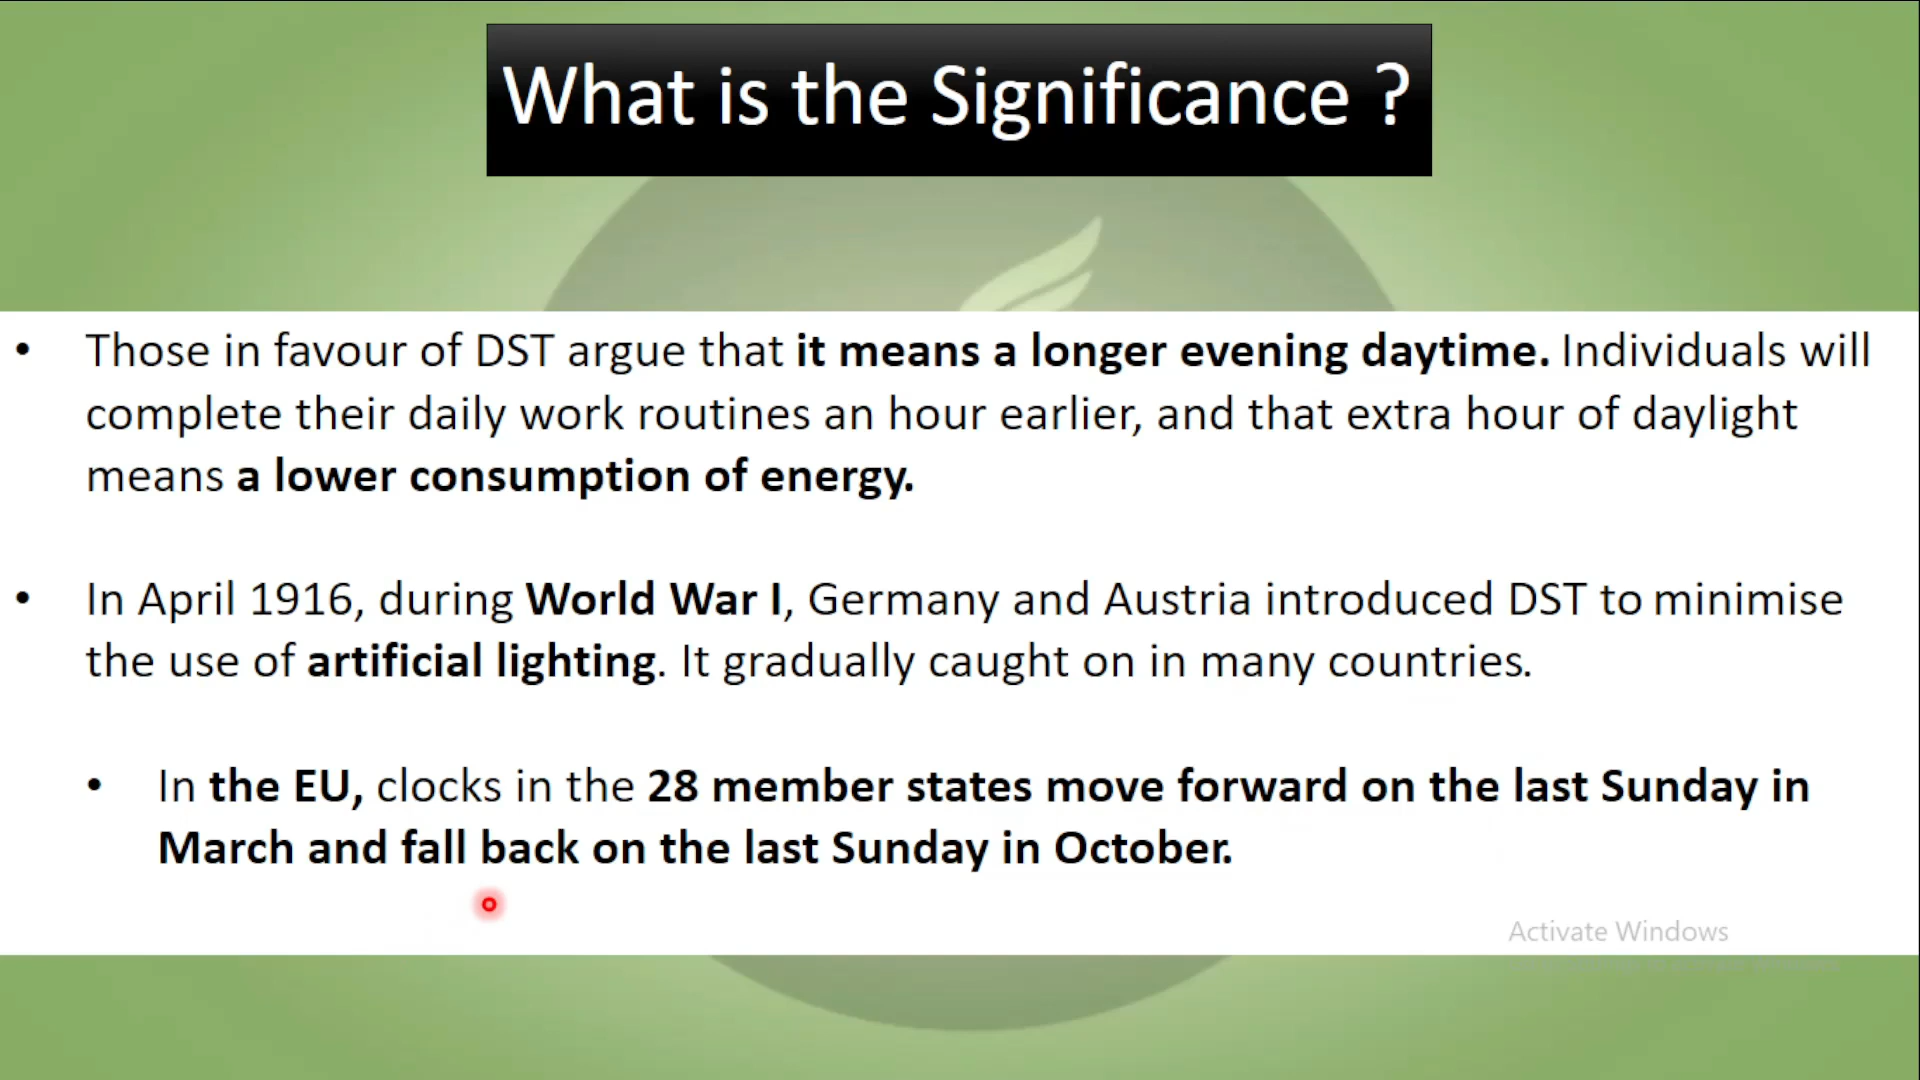 What is the Significance ?
• Those in favour of DST argue that it means a longer evening daytime. Individuals will
complete their daily work routines an hour earlier, and that extra hour of daylight
means a lower consumption of energy.
• In April 1916, during World War I, Germany and Austria introduced DST to minimise
the use of artificial lighting. It gradually caught on in many countries.
• In the EU, clocks in the 28 member states move forward on the last Sunday in
March and fall back on the last Sunday in October.
Activate Windows